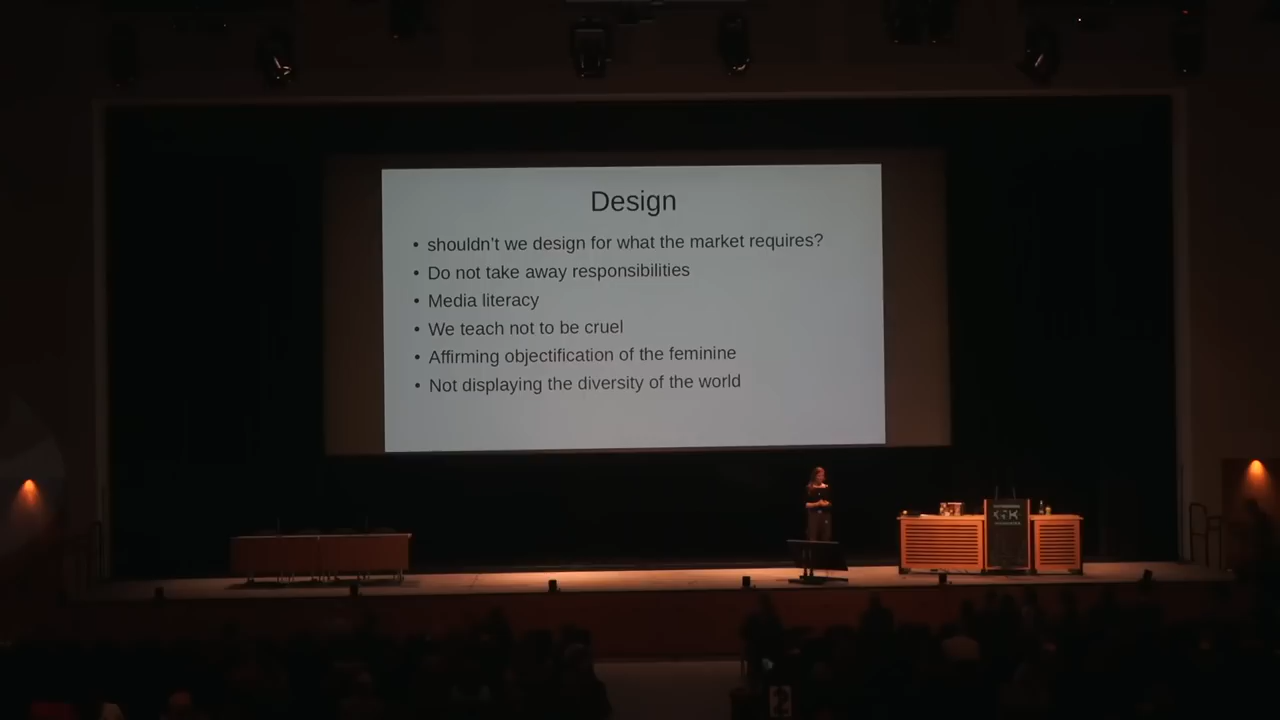 Design
• shouldn't we design for what the market requires?
• Do not take away responsibilities
• Media literacy
• We teach not to be cruel
• Affirming objectification of the feminine
• Not displaying the diversity of the world
2